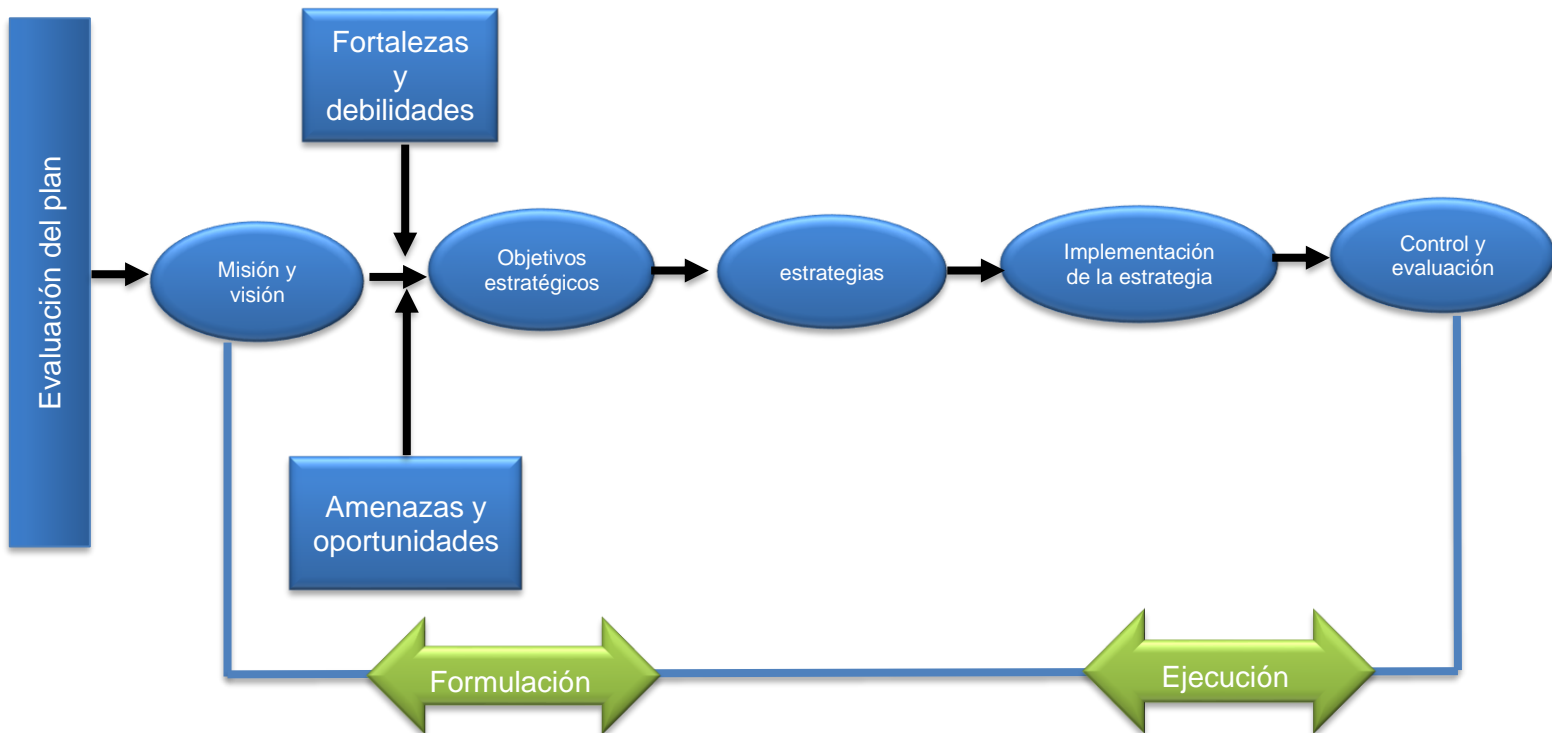 Evaluación del plan
Fortalezas
y
debilidades
Misión y
visión
Objetivos
estratégicos
estrategias
Implementación
de la estrategia
Control y
evaluación
Amenazas y
oportunidades
Formulación
Ejecución